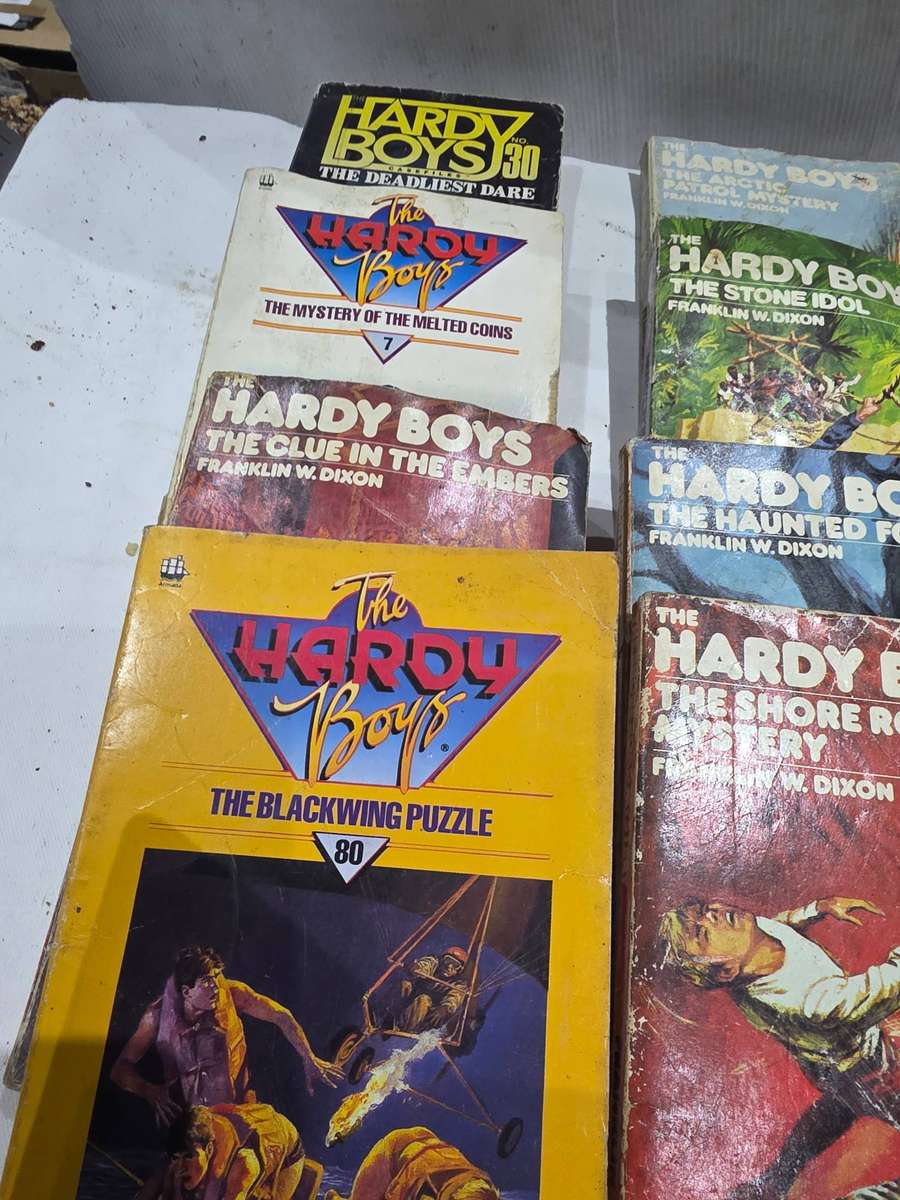 THE
HARDY
BOYS
CASEFILES
NO.
30
THE DEADLIEST DARE
The
HARDY
Boys
THE MYSTERY OF THE MELTED COINS
7
THE
HARDY BOYS
THE CLUE IN THE EMBERS
FRANKLIN W. DIXON
Armada
The
HARDY
Boys®
THE BLACKWING PUZZLE
80
THE
HARDY BOYS
THE ARCTIC
PATROL MYSTERY
FRANKLIN W. DIXON
THE
HARDY BOY
THE STONE IDOL
FRANKLIN W. DIXON
THE
HARDY BO
THE HAUNTED FO
FRANKLIN W. DIXON
THE
HARDY B
THE SHORE RO
MYSTERY
FRANKLIN W. DIXON